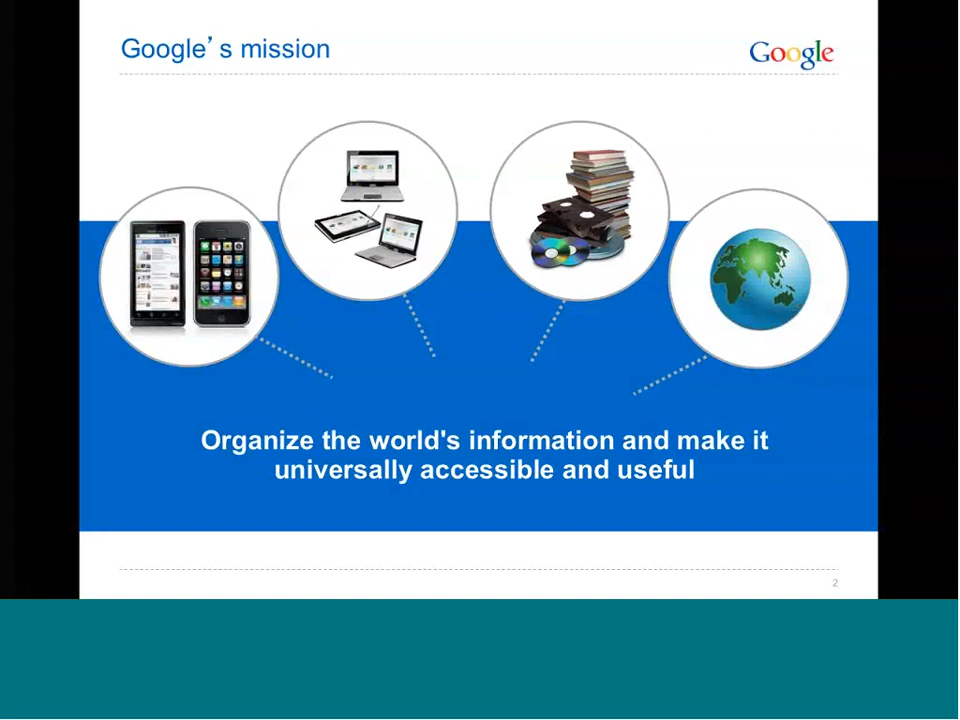 Google’s mission
Google
Organize the world's information and make it
universally accessible and useful
2